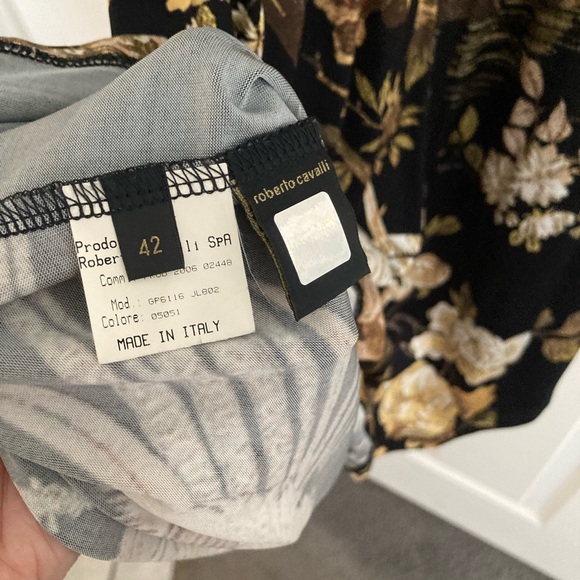 Prodo li SpA
Rober
42
Comm 2006 02448
Mod.: GP6116 JL802
Colore: 05051
MADE IN ITALY
roberto cavalli